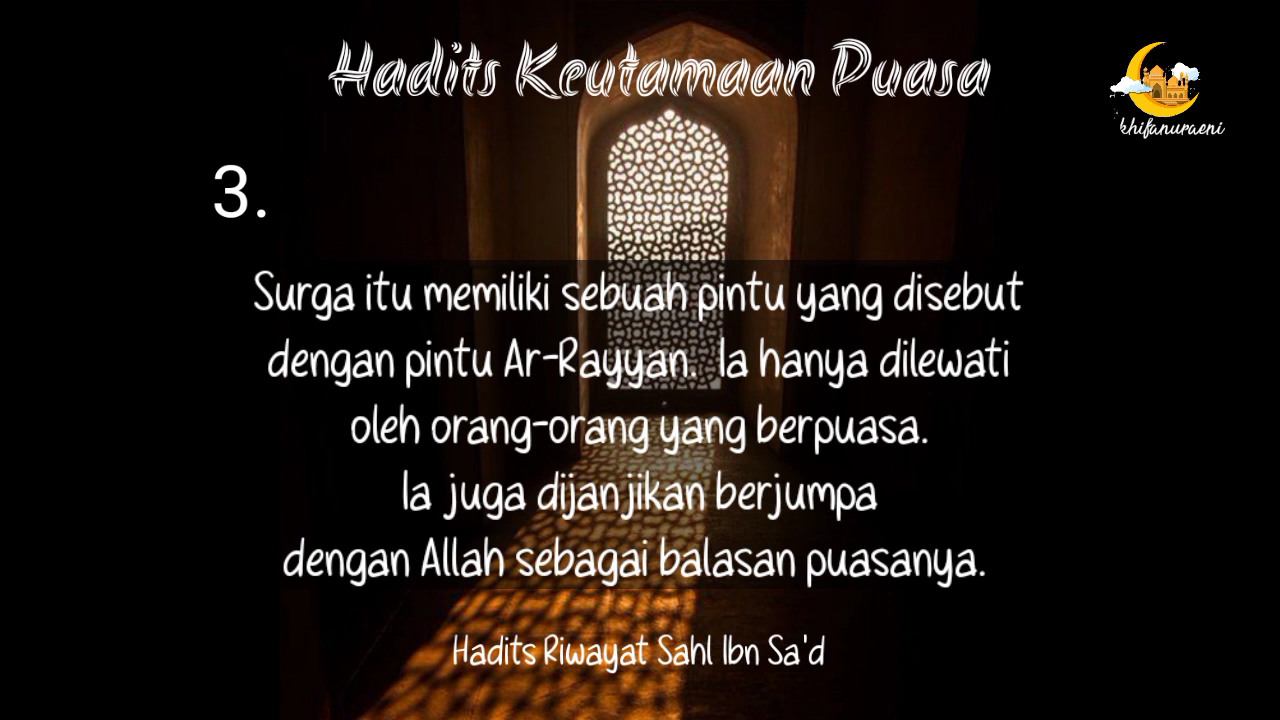 Hadits Keutamaan Puasa
khifanuraeni
3.
Surga itu memiliki sebuah pintu yang disebut
dengan pintu Ar-Rayyan. Ia hanya dilewati
oleh orang-orang yang berpuasa.
Ia juga dijanjikan berjumpa
dengan Allah sebagai balasan puasanya.
Hadits Riwayat Sahl Ibn Sa'd